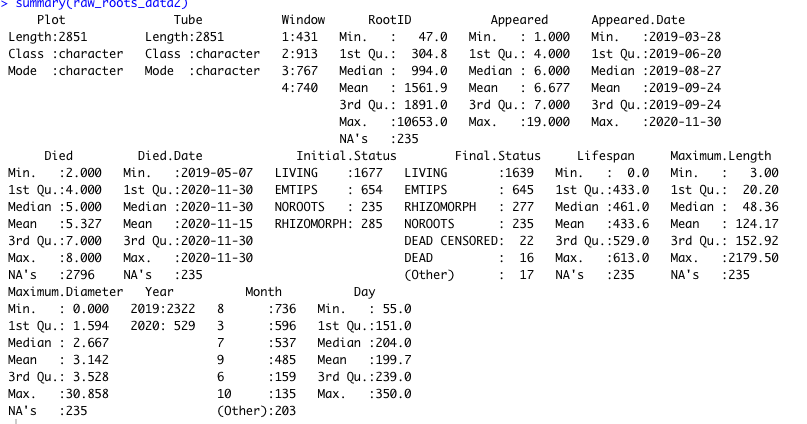 > summary(raw_roots_data2)
     Plot               Tube           Window      RootID          Appeared       Appeared.Date
 Length:2851        Length:2851        1:431   Min.   :   47.0   Min.   : 1.000   Min.   :2019-03-28
 Class :character   Class :character   2:913   1st Qu.:  304.8   1st Qu.: 4.000   1st Qu.:2019-06-20
 Mode  :character   Mode  :character   3:767   Median :  994.0   Median : 6.000   Median :2019-08-27
                                       4:740   Mean   : 1561.9   Mean   : 6.677   Mean   :2019-09-24
                                               3rd Qu.: 1891.0   3rd Qu.: 7.000   3rd Qu.:2019-09-24
                                               Max.   :10653.0   Max.   :19.000   Max.   :2020-11-30
                                               NA's   :235
      Died         Died.Date             Initial.Status        Final.Status     Lifespan     Maximum.Length
 Min.   :2.000   Min.   :2019-05-07   LIVING    :1677   LIVING       :1639   Min.   :  0.0   Min.   :   3.00
 1st Qu.:4.000   1st Qu.:2020-11-30   EMTIPS    : 654   EMTIPS       : 645   1st Qu.:433.0   1st Qu.:  20.20
 Median :5.000   Median :2020-11-30   NOROOTS   : 235   RHIZOMORPH   : 277   Median :461.0   Median :  48.36
 Mean   :5.327   Mean   :2020-11-15   RHIZOMORPH: 285   NOROOTS      : 235   Mean   :433.6   Mean   : 124.17
 3rd Qu.:7.000   3rd Qu.:2020-11-30                     DEAD CENSORED:  22   3rd Qu.:529.0   3rd Qu.: 152.92
 Max.   :8.000   Max.   :2020-11-30                     DEAD         :  16   Max.   :613.0   Max.   :2179.50
 NA's   :2796    NA's   :235                            (Other)      :  17   NA's   :235     NA's   :235
 Maximum.Diameter   Year          Month          Day
 Min.   : 0.000   2019:2322   8      :736   Min.   : 55.0
 1st Qu.: 1.594   2020: 529   3      :596   1st Qu.:151.0
 Median : 2.667               7      :537   Median :204.0
 Mean   : 3.142               9      :485   Mean   :199.7
 3rd Qu.: 3.528               6      :159   3rd Qu.:239.0
 Max.   :30.858               10     :135   Max.   :350.0
 NA's   :235                  (Other):203